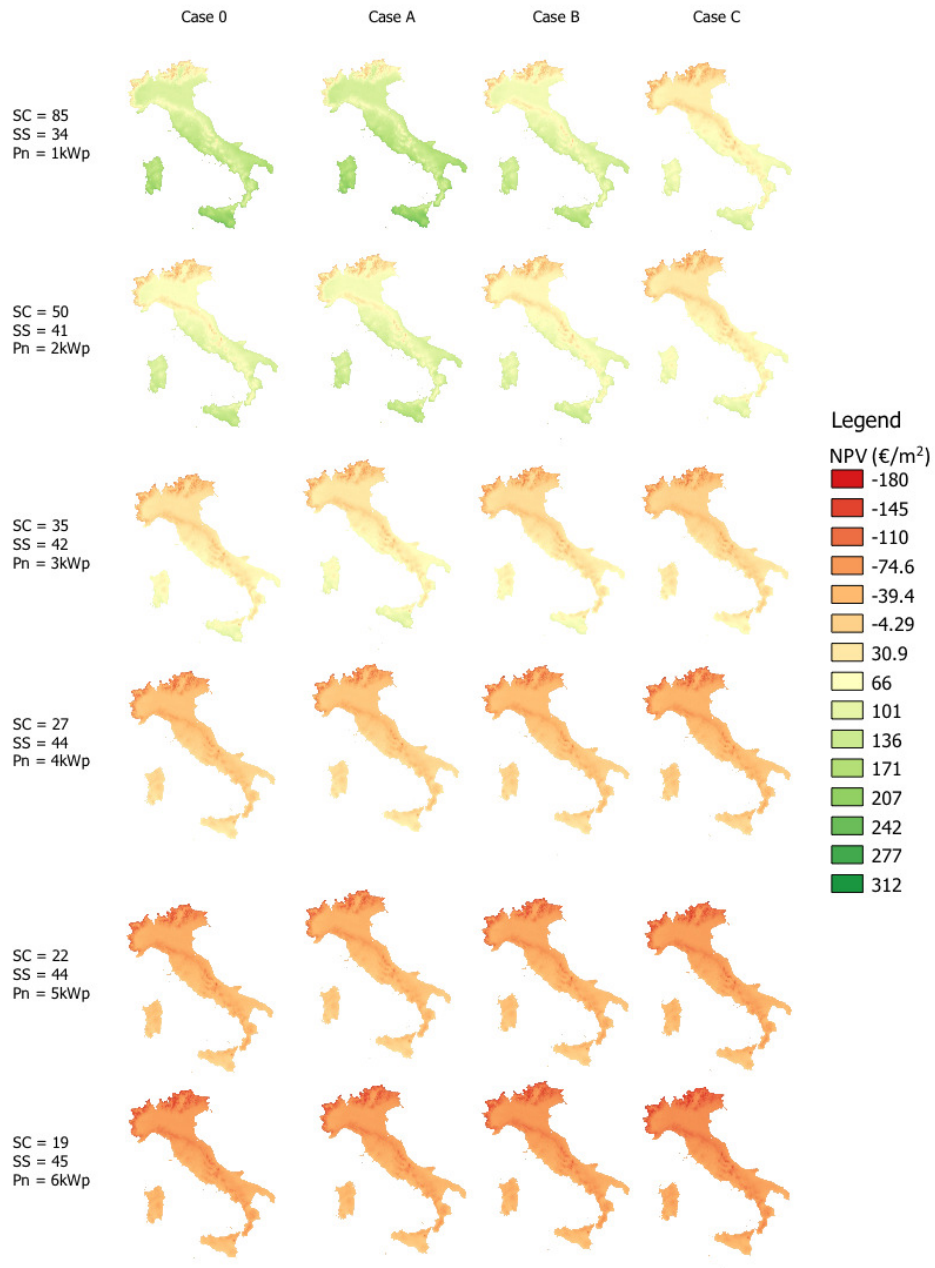 Case 0
Case A
Case B
Case C
SC = 85
SS = 34
Pn = 1kWp
SC = 50
SS = 41
Pn = 2kWp
SC = 35
SS = 42
Pn = 3kWp
SC = 27
SS = 44
Pn = 4kWp
SC = 22
SS = 44
Pn = 5kWp
SC = 19
SS = 45
Pn = 6kWp
Legend
NPV (€/m²)
-180
-145
-110
-74.6
-39.4
-4.29
30.9
66
101
136
171
207
242
277
312